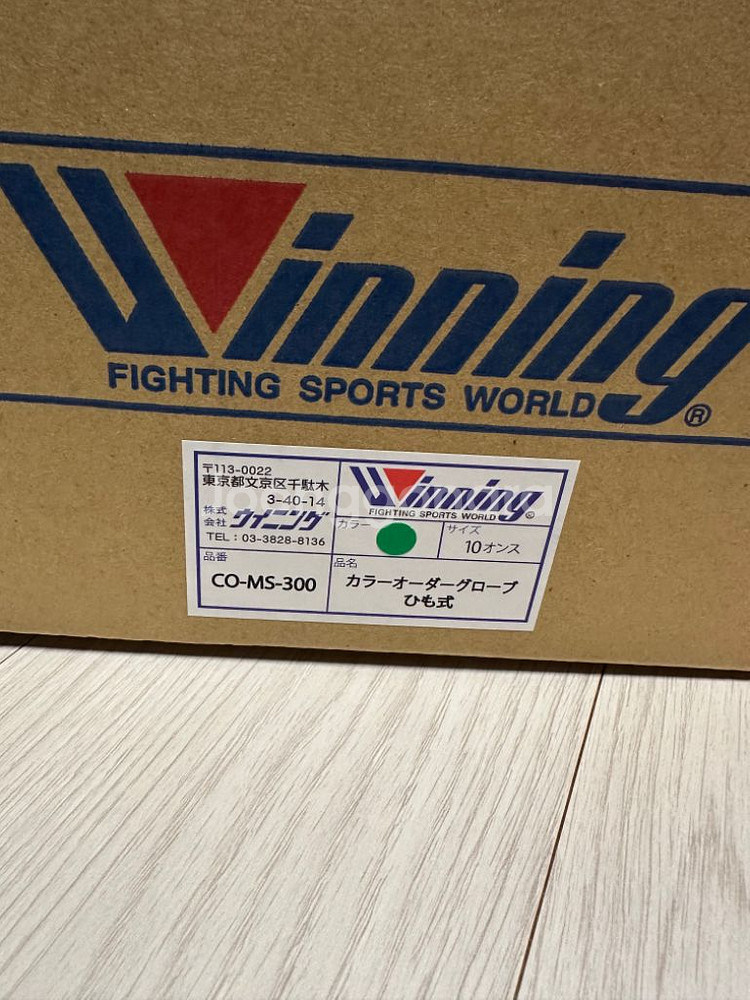 Winning
FIGHTING SPORTS WORLD®
〒113-0022
東京都文京区千駄木
3-40-14
株式会社 ウイニング
TEL：03-3828-8136
Winning
FIGHTING SPORTS WORLD®
カラー
サイズ
10オンス
品番
CO-MS-300
品名
カラーオーダーグローブ
ひも式